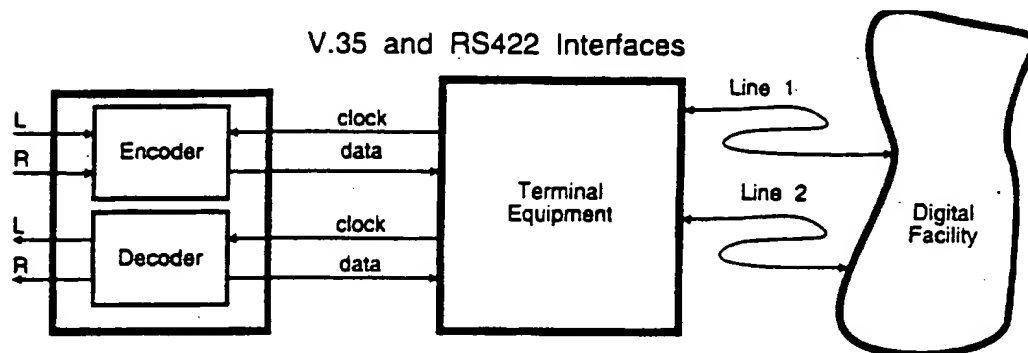 V.35 and RS422 Interfaces
L
R
Encoder
L
R
Decoder
clock
data
clock
data
Terminal
Equipment
Line 1
Line 2
Digital
Facility